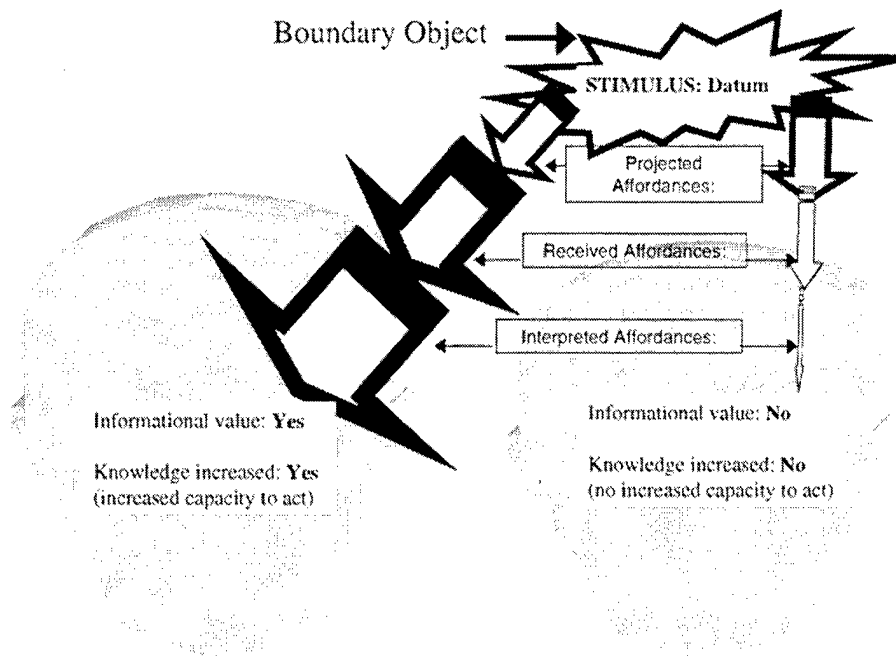 Boundary Object
STIMULUS: Datum
Projected
Affordances:
Received Affordances:
Interpreted Affordances:
Informational value: Yes
Knowledge increased: Yes
(increased capacity to act)
Informational value: No
Knowledge increased: No
(no increased capacity to act)